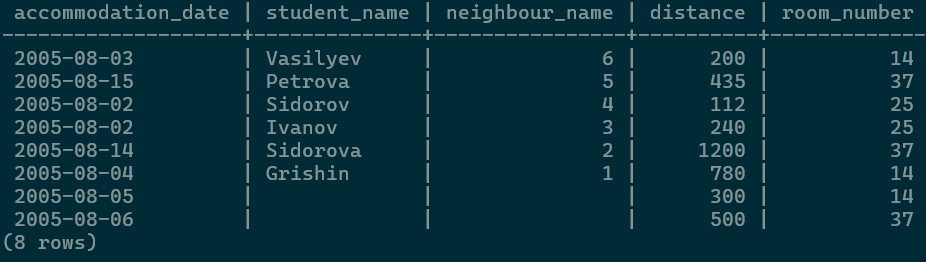 accommodation_date | student_name | neighbour_name | distance | room_number
--------------------+--------------+----------------+----------+-------------
2005-08-03 | Vasilyev | 6 | 200 | 14
2005-08-15 | Petrova | 5 | 435 | 37
2005-08-02 | Sidorov | 4 | 112 | 25
2005-08-02 | Ivanov | 3 | 240 | 25
2005-08-14 | Sidorova | 2 | 1200 | 37
2005-08-04 | Grishin | 1 | 780 | 14
2005-08-05 | | | 300 | 14
2005-08-06 | | | 500 | 37
(8 rows)